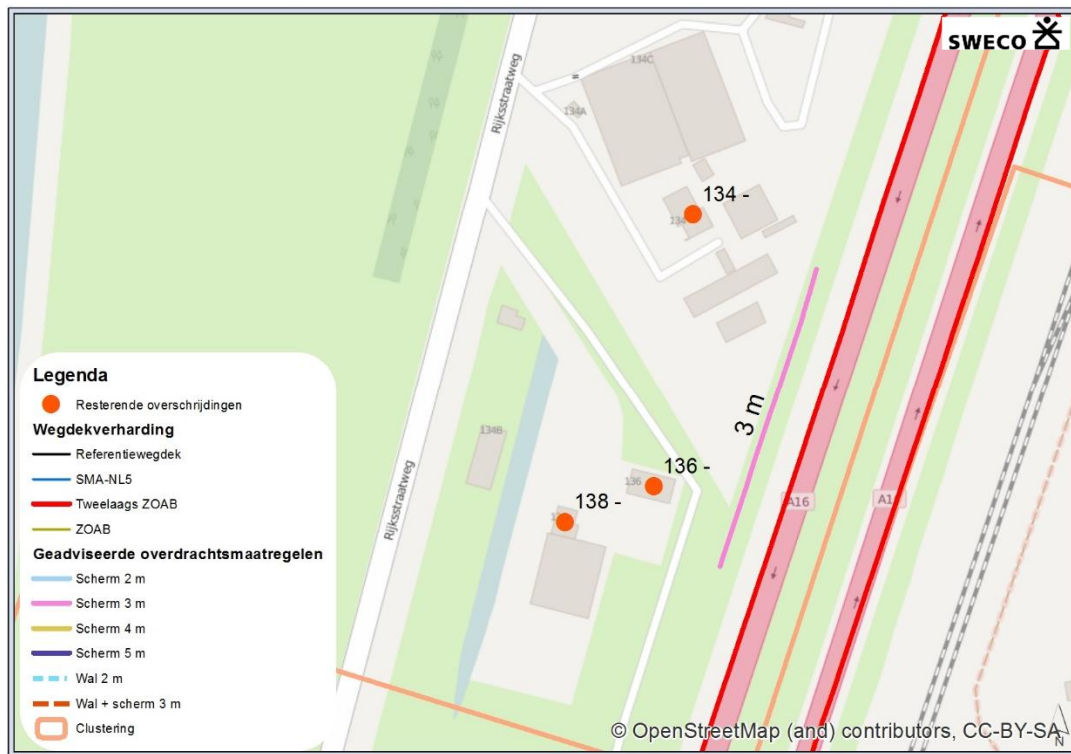 SWECO
134C
Rijksstraatweg
134A
134 -
3 m
134B
136 -
136
138 -
A16
Rijksstraatweg
Legenda
Resterende overschrijdingen
Wegdekverharding
Referentiewegdek
SMA-NL5
Tweelaags ZOAB
ZOAB
Geadviseerde overdrachtsmaatregelen
Scherm 2 m
Scherm 3 m
Scherm 4 m
Scherm 5 m
Wal 2 m
Wal + scherm 3 m
Clustering
© OpenStreetMap (and) contributors, CC-BY-SA
N